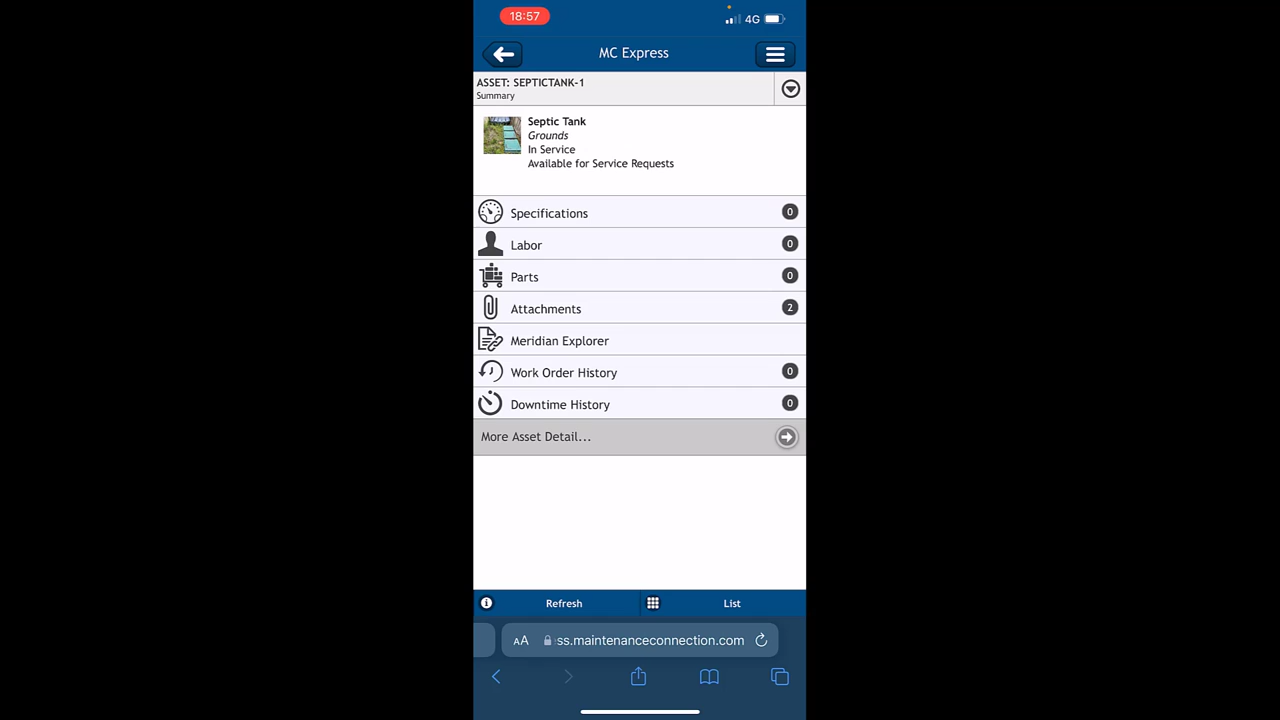 18:57
4G
MC Express
ASSET: SEPTICTANK-1
Summary
Septic Tank
Grounds
In Service
Available for Service Requests
Specifications 0
Labor 0
Parts 0
Attachments 2
Meridian Explorer
Work Order History 0
Downtime History 0
More Asset Detail...
Refresh List
AA ss.maintenanceconnection.com